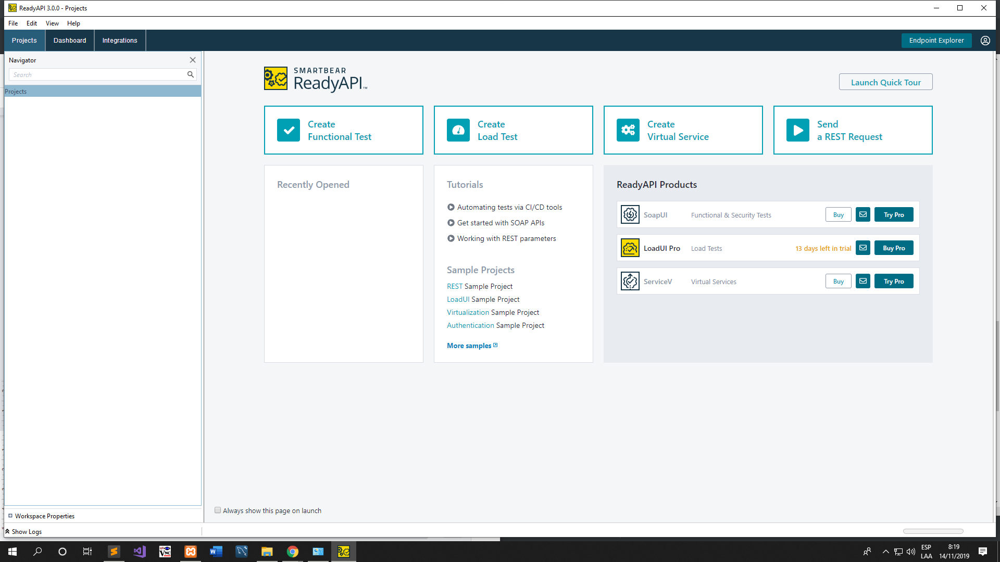 ReadyAPI 3.0.0 - Projects
File Edit View Help
Projects Dashboard Integrations Endpoint Explorer
Navigator
Search
Projects
SMARTBEAR
ReadyAPI™
Launch Quick Tour
Create
Functional Test
Create
Load Test
Create
Virtual Service
Send
a REST Request
Recently Opened
Tutorials
Automating tests via CI/CD tools
Get started with SOAP APIs
Working with REST parameters
Sample Projects
REST Sample Project
LoadUI Sample Project
Virtualization Sample Project
Authentication Sample Project
More samples
ReadyAPI Products
SoapUI Functional & Security Tests Buy Try Pro
LoadUI Pro Load Tests 13 days left in trial Buy Pro
ServiceV Virtual Services Buy Try Pro
Always show this page on launch
Workspace Properties
Show Logs
ESP
LAA
8:19
14/11/2019